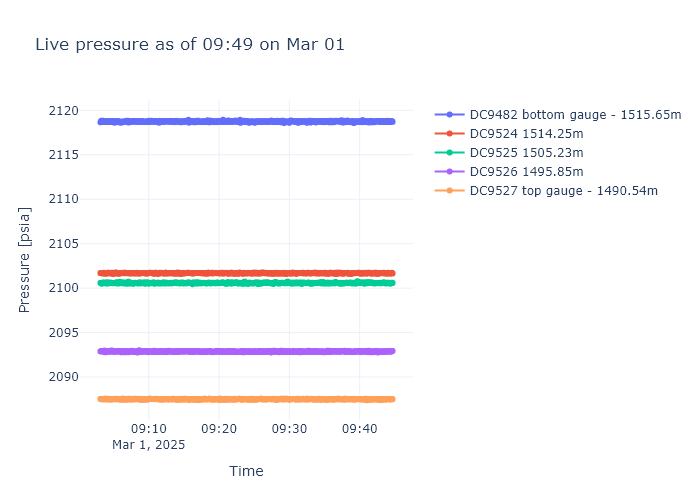 Live pressure as of 09:49 on Mar 01
2120
2115
2110
2105
2100
2095
2090
Pressure [psia]
09:10
09:20
09:30
09:40
Mar 1, 2025
Time
DC9482 bottom gauge - 1515.65m
DC9524 1514.25m
DC9525 1505.23m
DC9526 1495.85m
DC9527 top gauge - 1490.54m